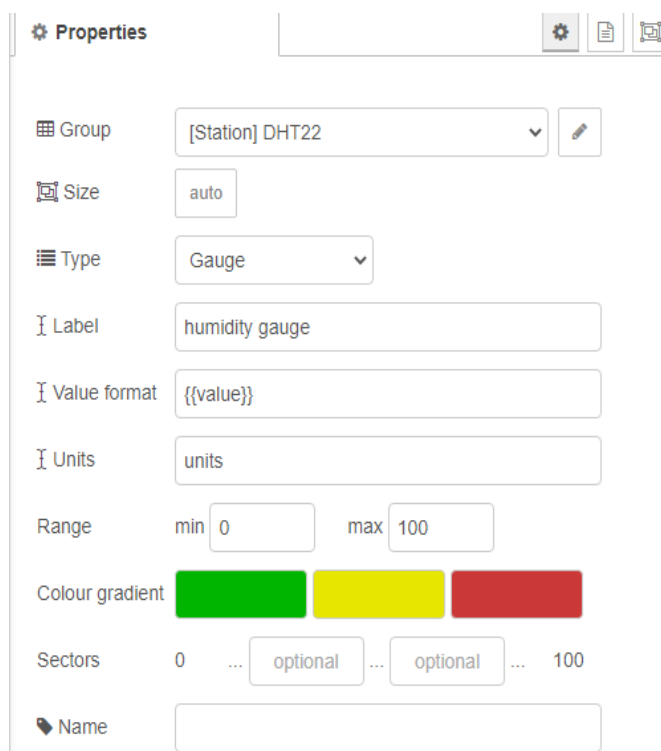 Properties
Group [Station] DHT22
Size auto
Type Gauge
Label humidity gauge
Value format {{value}}
Units units
Range min 0 max 100
Colour gradient
Sectors 0 ... optional ... optional ... 100
Name